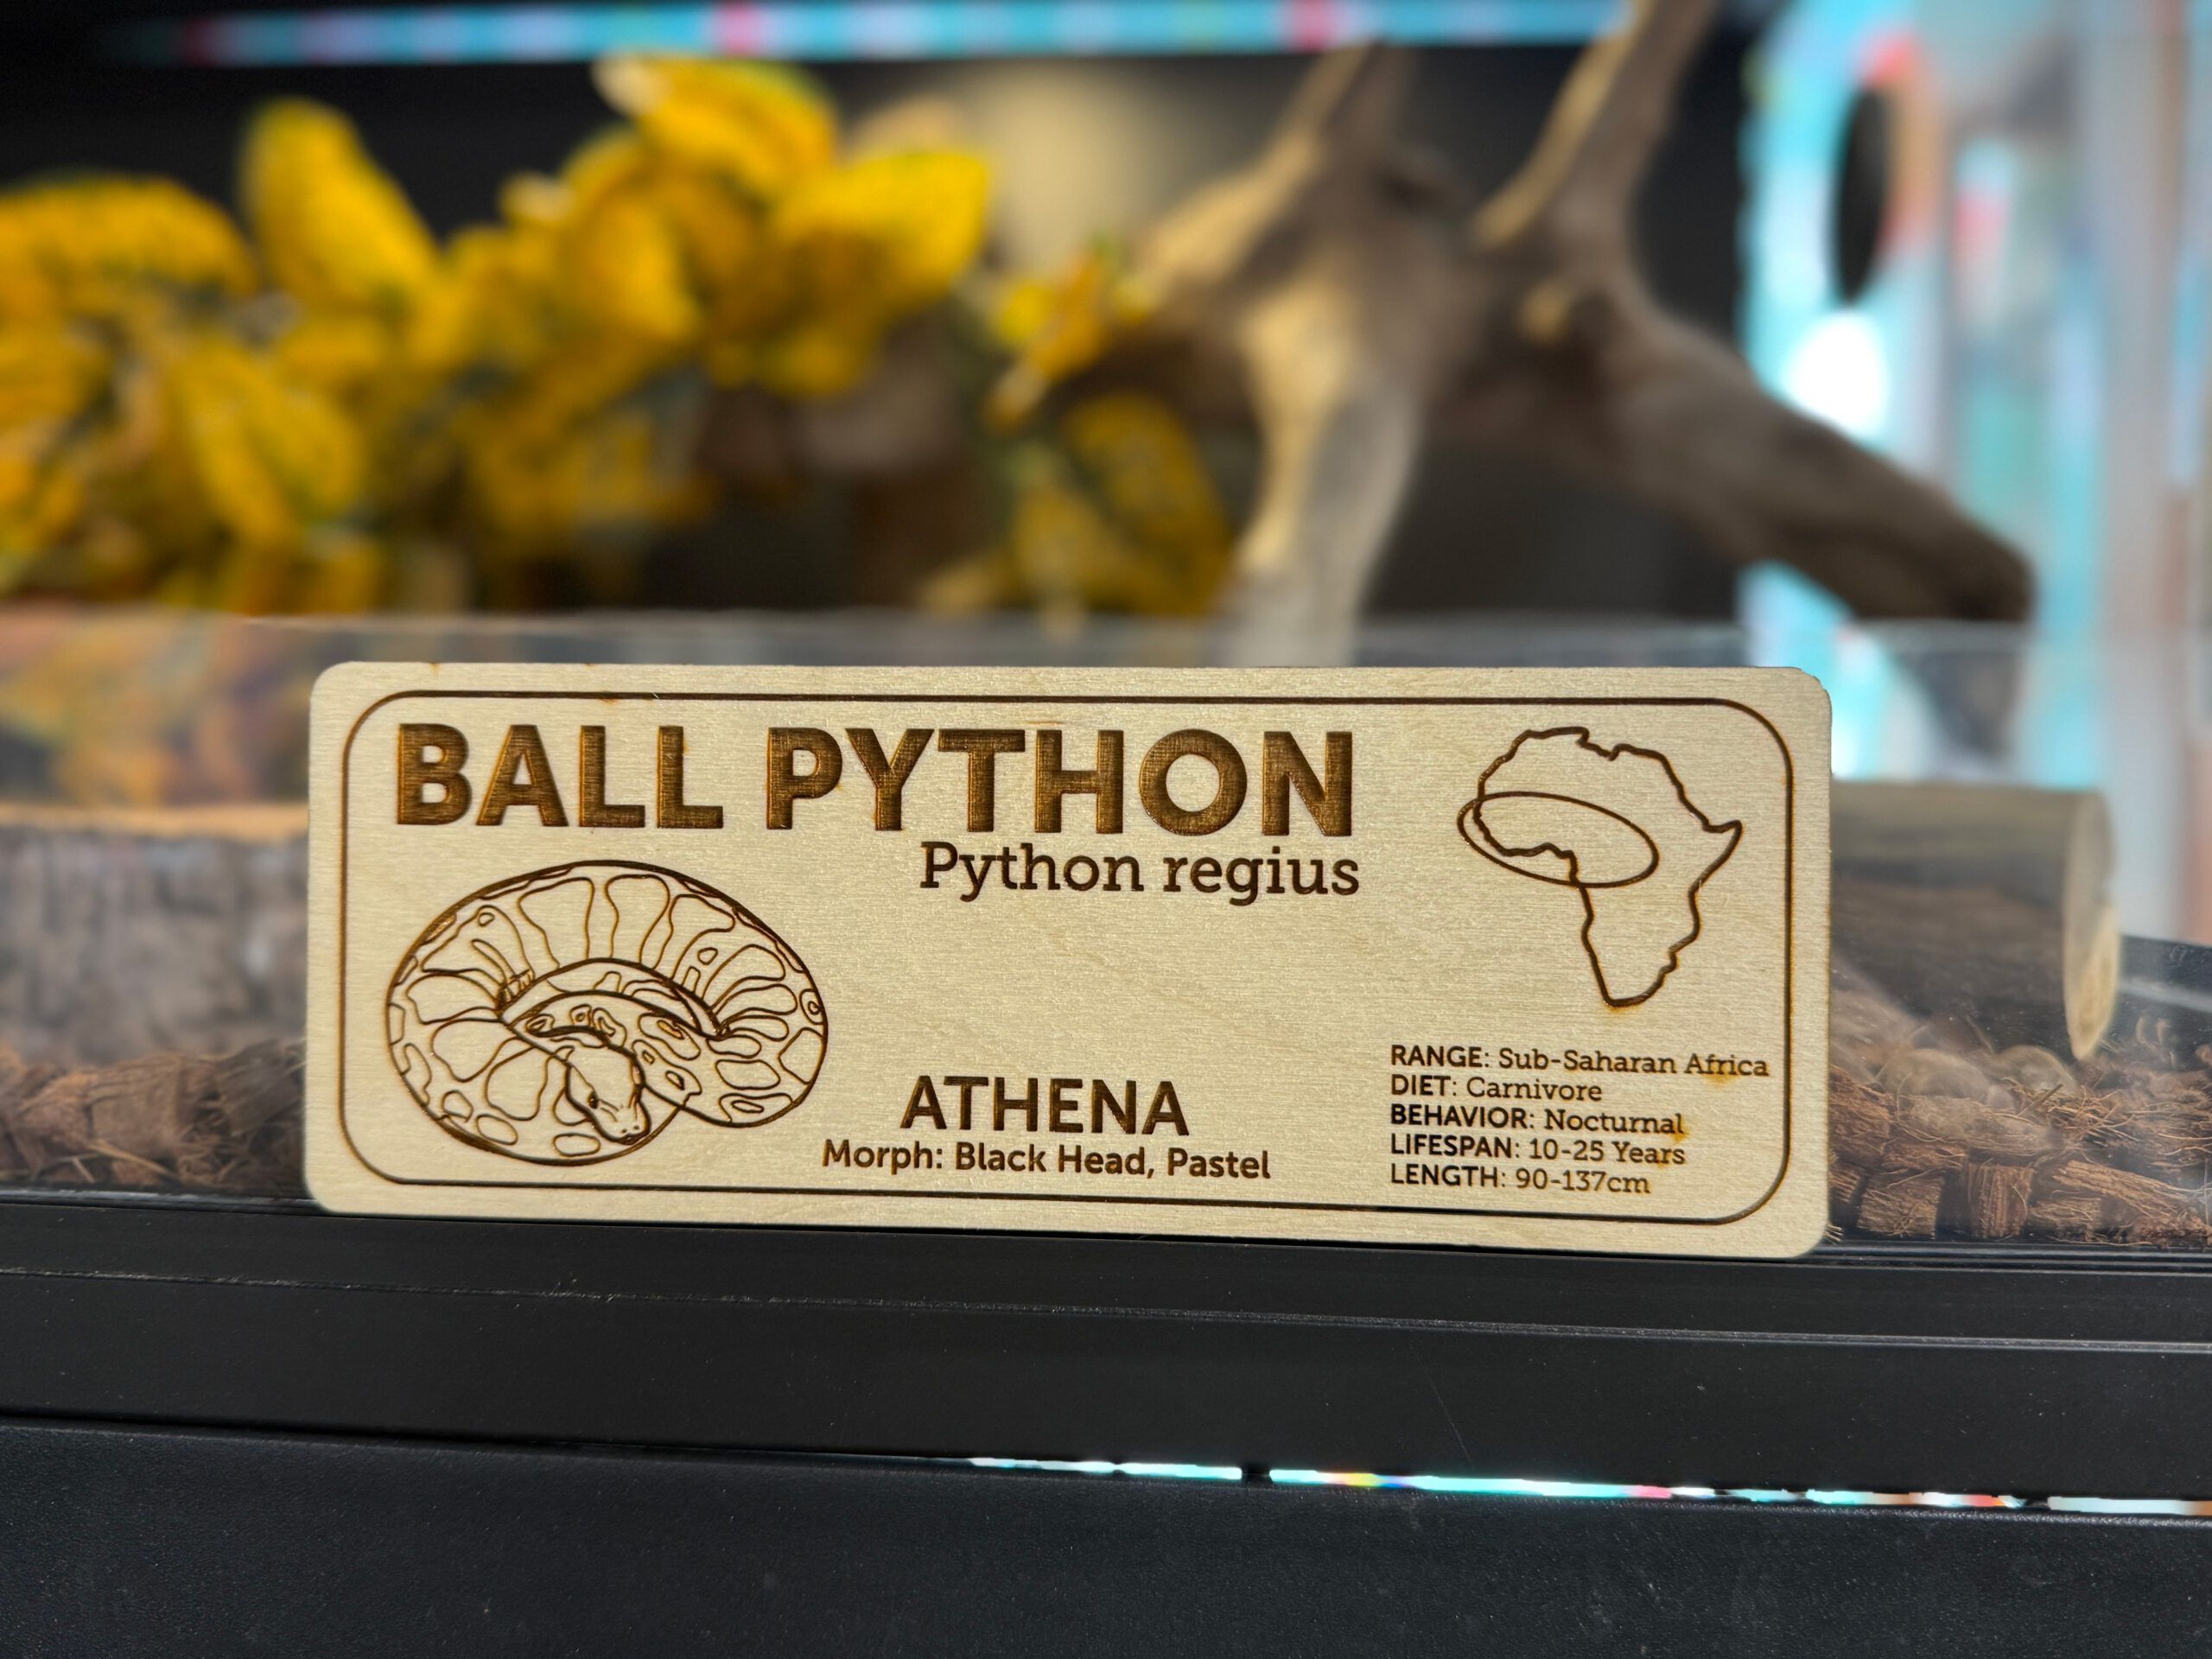 BALL PYTHON
Python regius
ATHENA
Morph: Black Head, Pastel
RANGE: Sub-Saharan Africa
DIET: Carnivore
BEHAVIOR: Nocturnal
LIFESPAN: 10-25 Years
LENGTH: 90-137cm